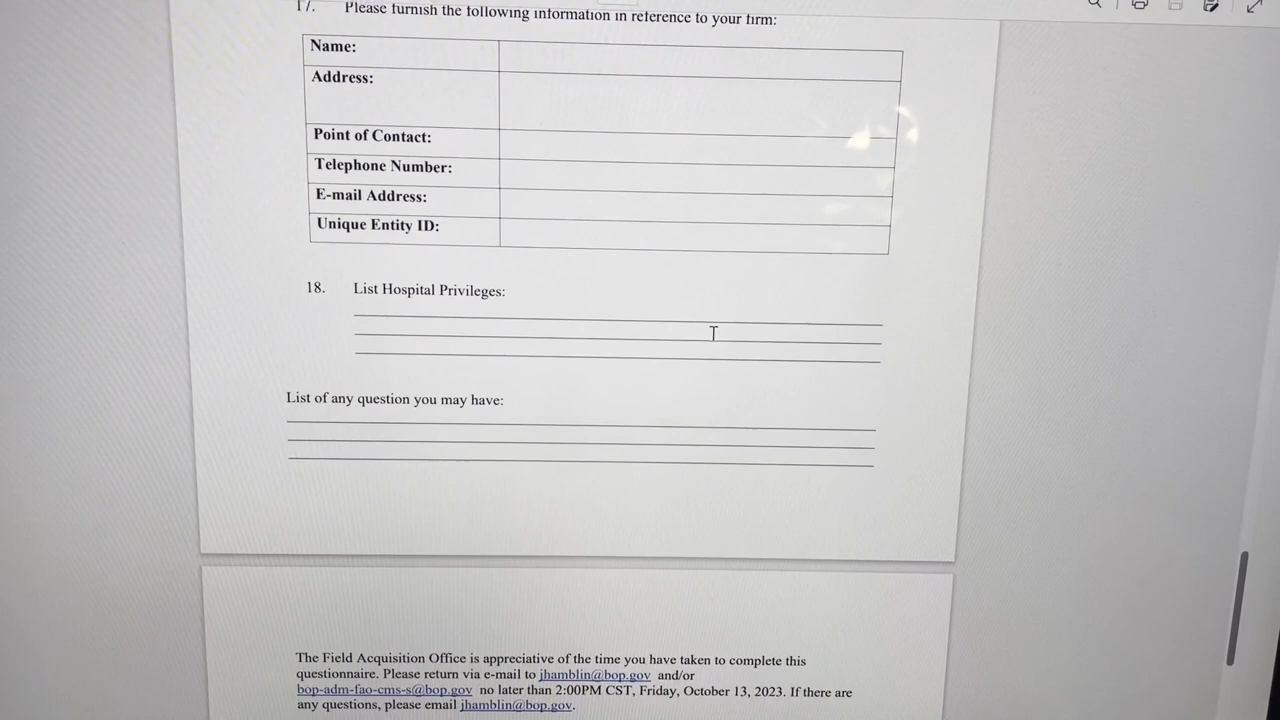 17. Please furnish the following information in reference to your firm:
Name:
Address:
Point of Contact:
Telephone Number:
E-mail Address:
Unique Entity ID:
18. List Hospital Privileges:
List of any question you may have:
The Field Acquisition Office is appreciative of the time you have taken to complete this
questionnaire. Please return via e-mail to jhamblin@bop.gov and/or
bop-adm-fao-cms-s@bop.gov no later than 2:00PM CST, Friday, October 13, 2023. If there are
any questions, please email jhamblin@bop.gov.